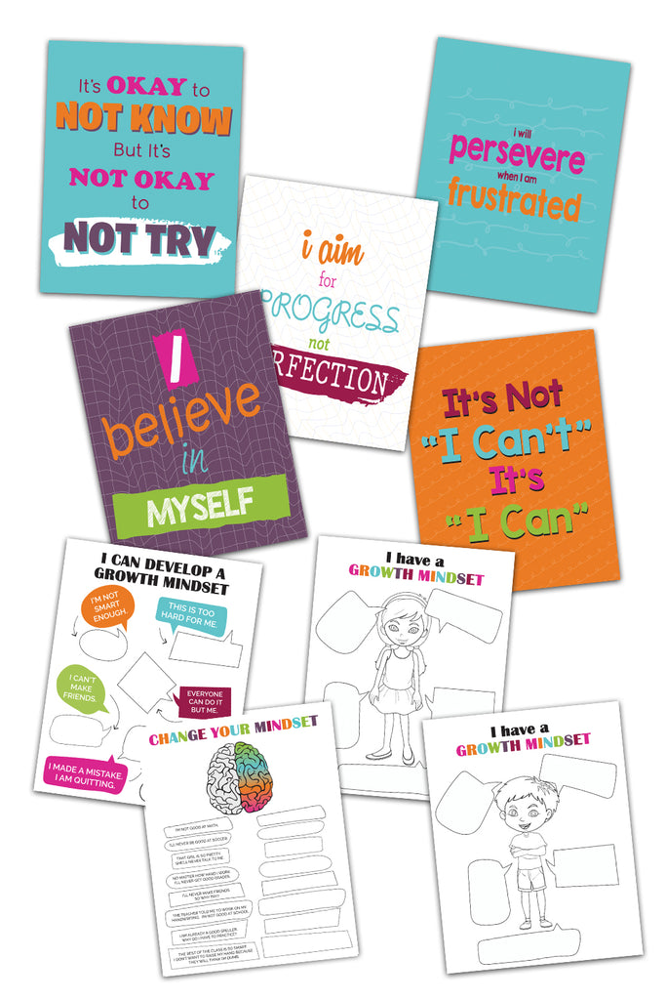 It's OKAY to
NOT KNOW
But It's
NOT OKAY
to
NOT TRY
i will
persevere
when I am
frustrated
i aim
for
PROGRESS
not
RFECTION
I
believe
in
MYSELF
It's Not
"I Can't"
It's
"I Can"
I CAN DEVELOP A
GROWTH MINDSET
I'M NOT
SMART
ENOUGH.
THIS IS TOO
HARD FOR ME.
I CAN'T
MAKE
FRIENDS.
EVERYONE
CAN DO IT
BUT ME.
I MADE A MISTAKE.
I AM QUITTING.
I have a
GROWTH MINDSET
CHANGE YOUR MINDSET
I'M NOT GOOD AT MATH.
I'LL NEVER BE GOOD AT SOCCER.
THAT GIRL IS SO PRETTY.
SHE'LL NEVER TALK TO ME.
NO MATTER HOW HARD I WORK
I'LL NEVER GET GOOD GRADES.
I'LL NEVER MAKE FRIENDS
SO WHY TRY?
THE TEACHER TOLD ME TO WORK ON MY
HANDWRITING. I'M NOT GOOD AT SCHOOL.
I AM ALREADY A GOOD SPELLER.
WHY DO I HAVE TO PRACTICE?
THE REST OF THE CLASS IS SO SMART.
I DON'T WANT TO RAISE MY HAND BECAUSE
THEY WILL THINK I'M DUMB.
I have a
GROWTH MINDSET